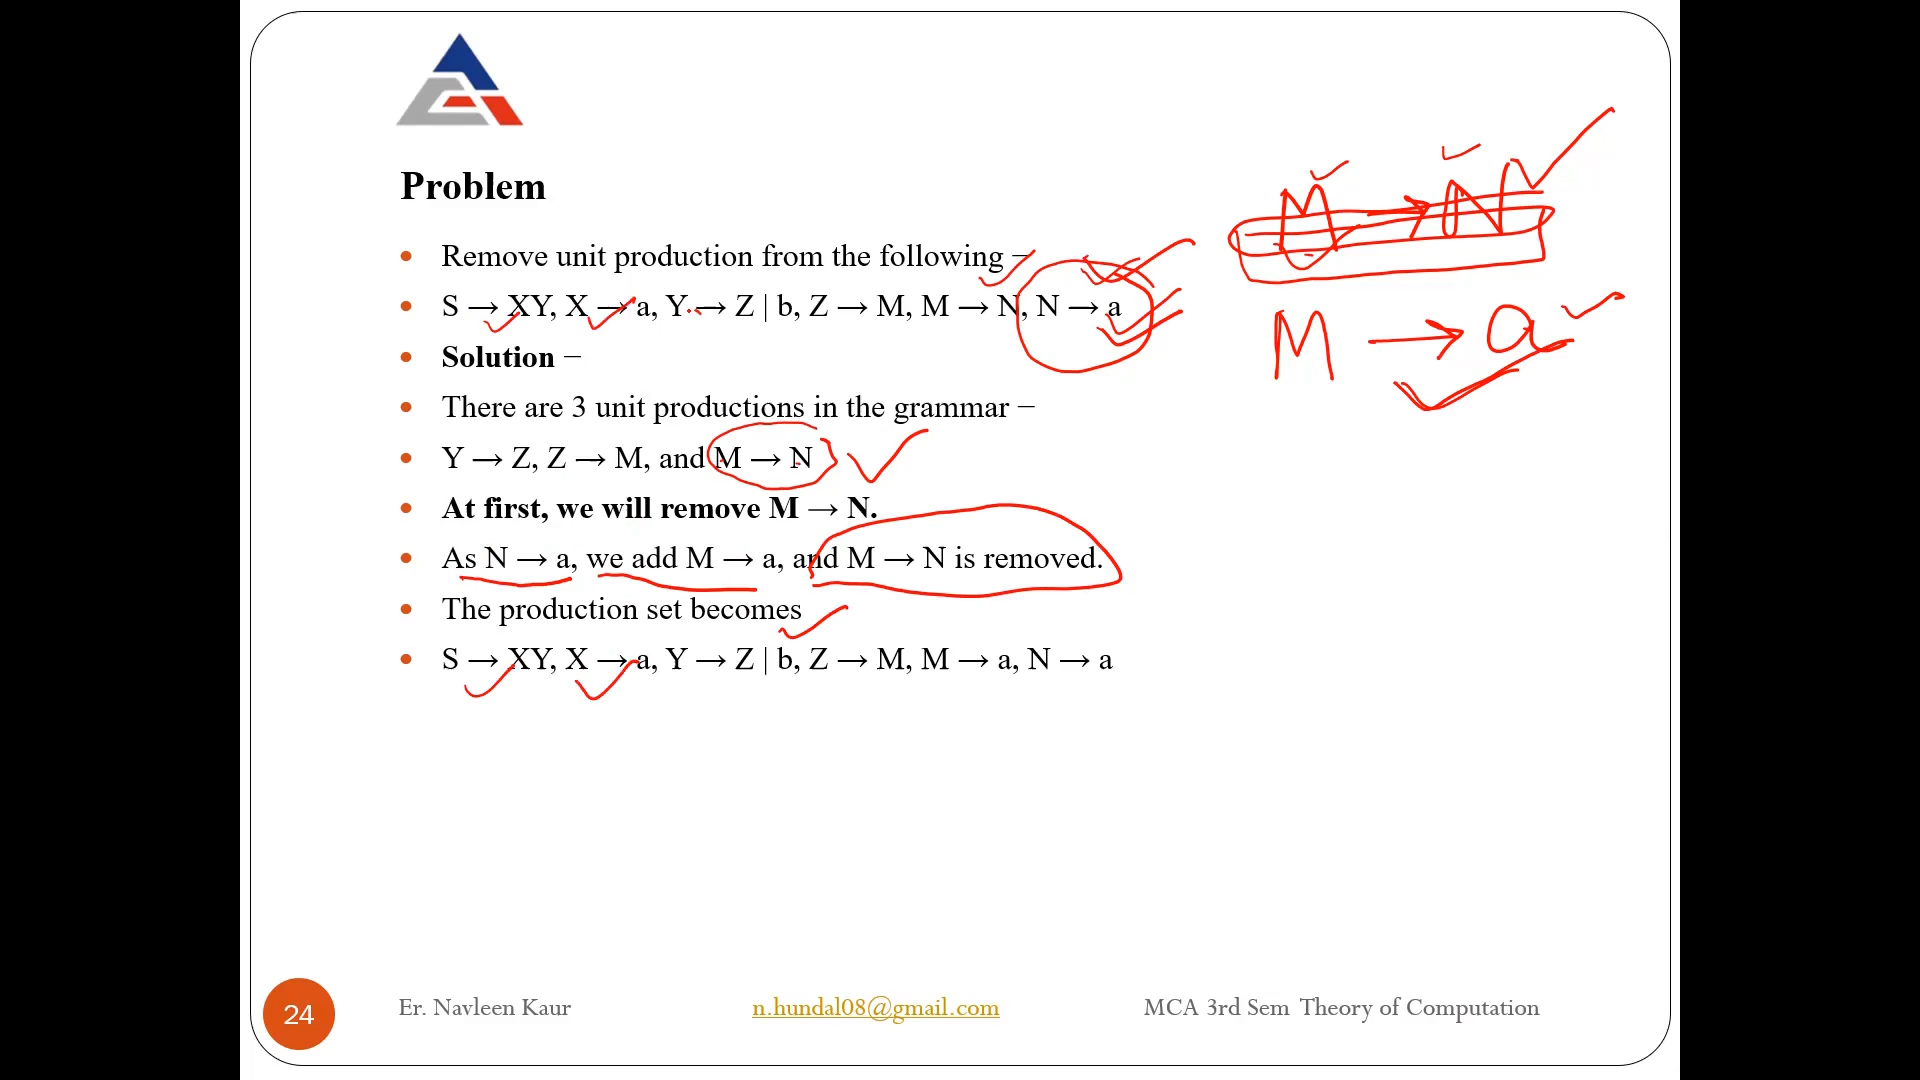 Problem
• Remove unit production from the following −
• S → XY, X → a, Y → Z | b, Z → M, M → N, N → a
• Solution −
• There are 3 unit productions in the grammar −
• Y → Z, Z → M, and M → N
• At first, we will remove M → N.
• As N → a, we add M → a, and M → N is removed.
• The production set becomes
• S → XY, X → a, Y → Z | b, Z → M, M → a, N → a
M → N
M → a
24 Er. Navleen Kaur n.hundal08@gmail.com MCA 3rd Sem Theory of Computation